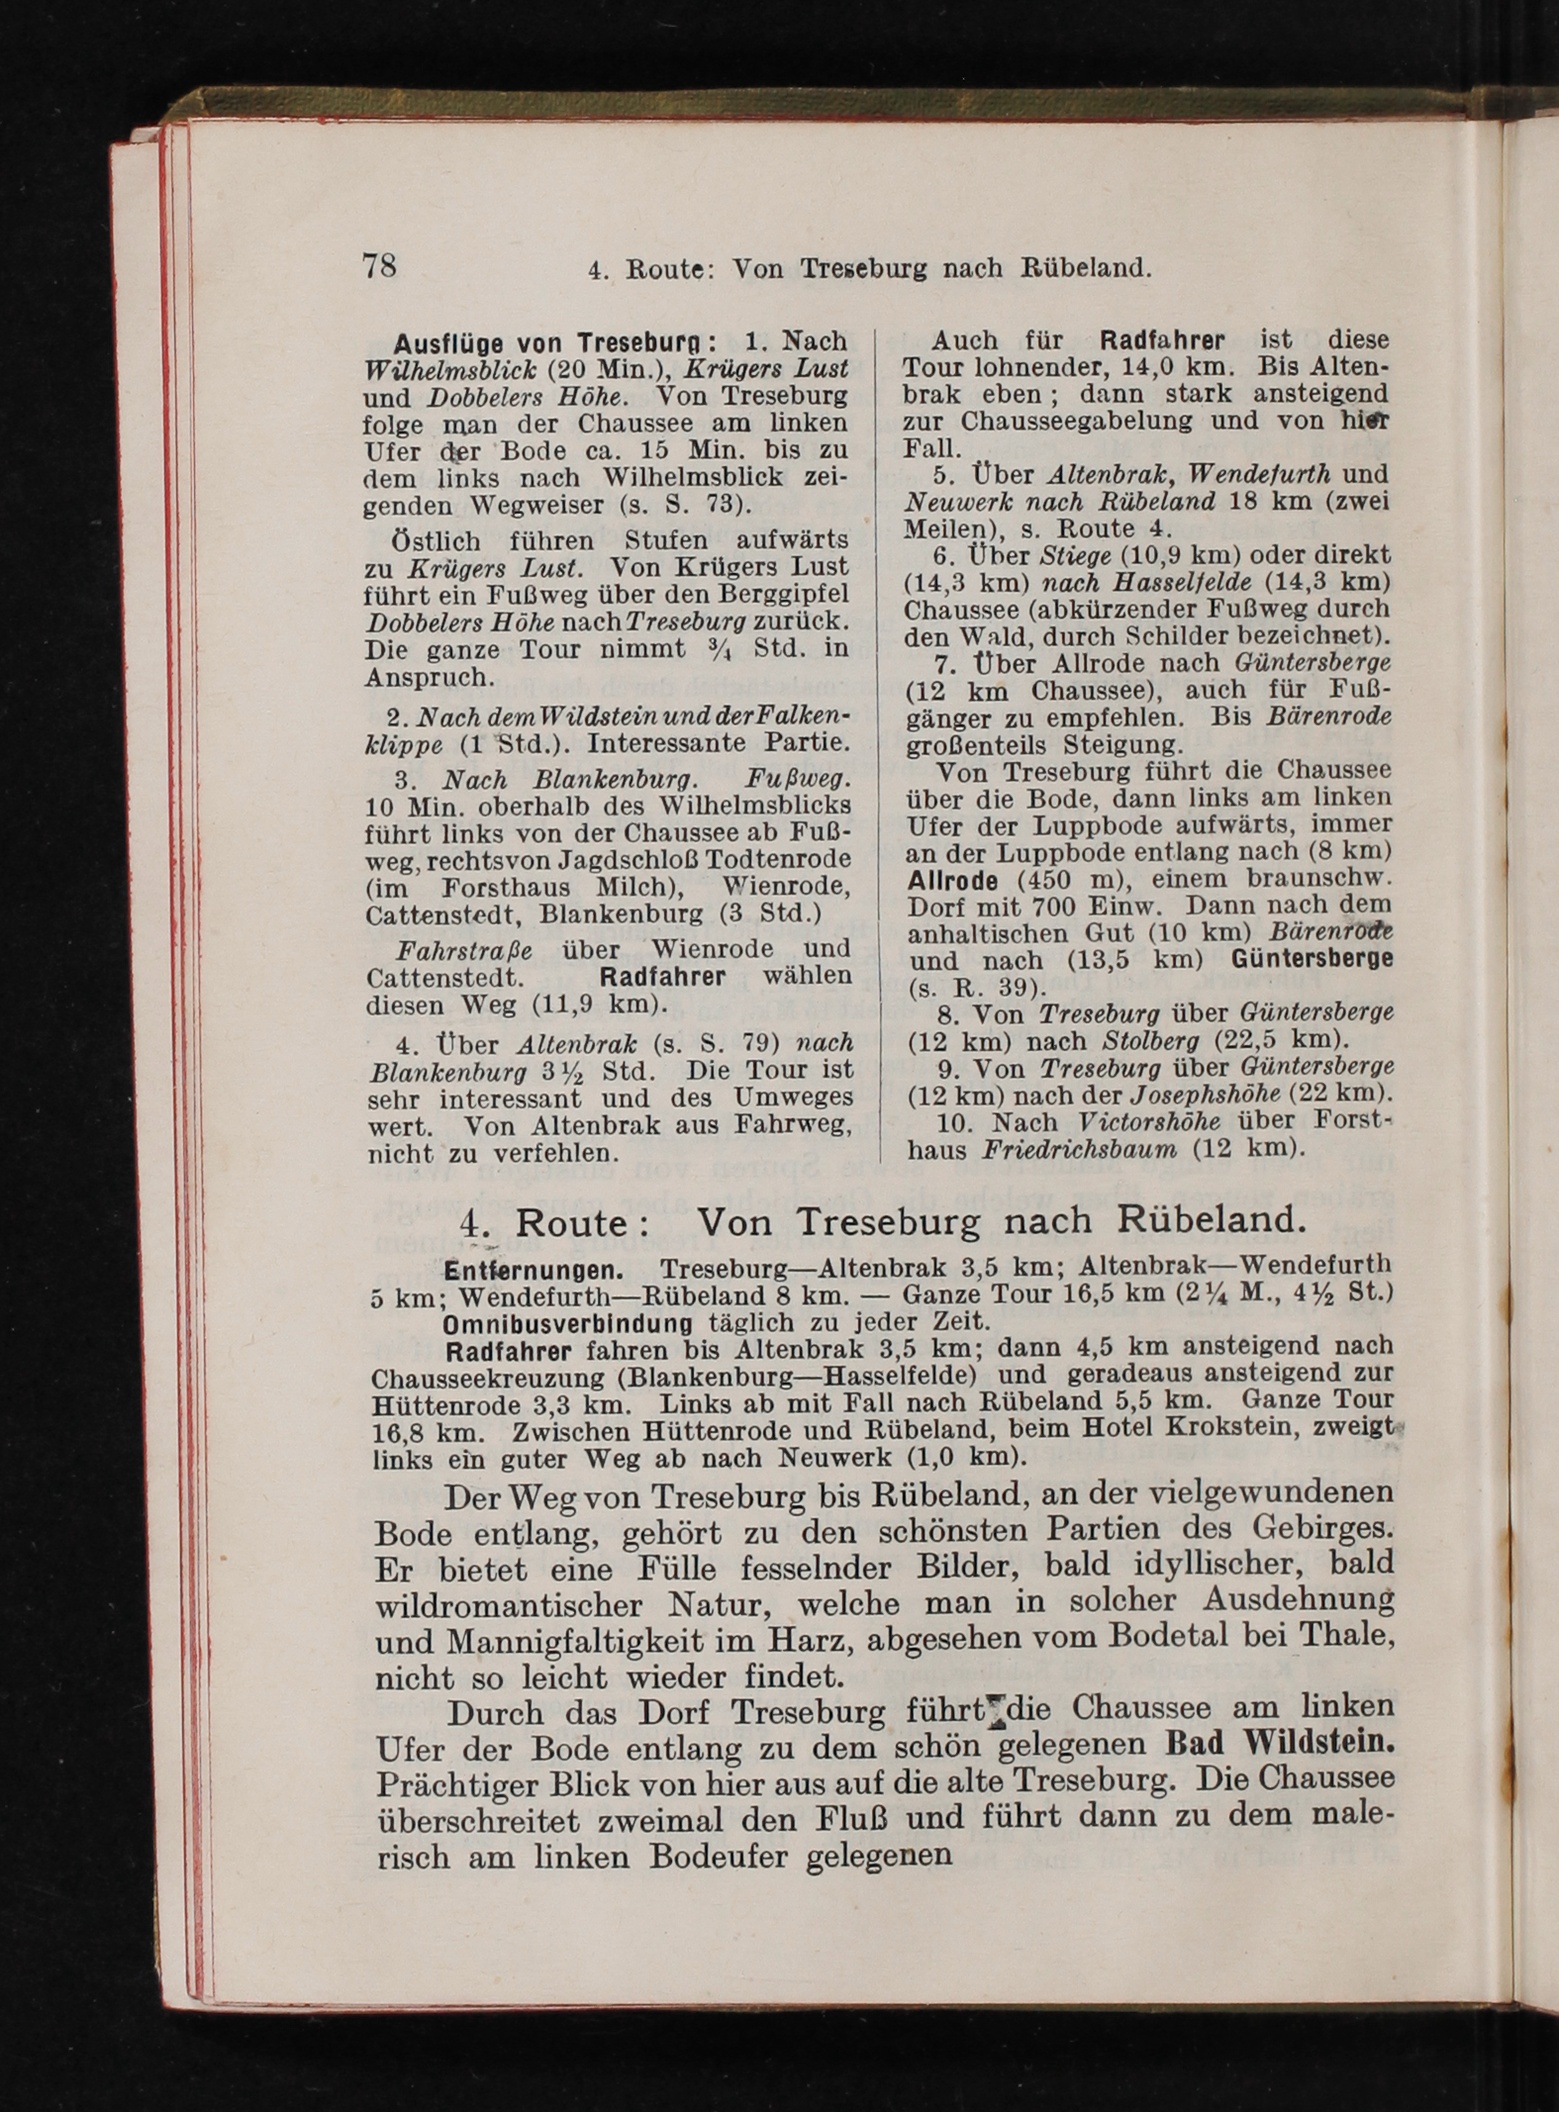 78
4. Route: Von Treseburg nach Rübeland.
Ausflüge von Treseburg: 1. Nach
Wilhelmsblick (20 Min.), Krügers Lust
und Dobbelers Höhe. Von Treseburg
folge man der Chaussee am linken
Ufer der Bode ca. 15 Min. bis zu
dem links nach Wilhelmsblick zei-
genden Wegweiser (s. S. 73).
Östlich führen Stufen aufwärts
zu Krügers Lust. Von Krügers Lust
führt ein Fußweg über den Berggipfel
Dobbelers Höhe nach Treseburg zurück.
Die ganze Tour nimmt ¾ Std. in
Anspruch.
2. Nach dem Wildstein und der Falken-
klippe (1 Std.). Interessante Partie.
3. Nach Blankenburg. Fußweg.
10 Min. oberhalb des Wilhelmsblicks
führt links von der Chaussee ab Fuß-
weg, rechts von Jagdschloß Todtenrode
(im Forsthaus Milch), Wienrode,
Cattenstedt, Blankenburg (3 Std.)
Fahrstraße über Wienrode und
Cattenstedt. Radfahrer wählen
diesen Weg (11,9 km).
4. Über Altenbrak (s. S. 79) nach
Blankenburg 3½ Std. Die Tour ist
sehr interessant und des Umweges
wert. Von Altenbrak aus Fahrweg,
nicht zu verfehlen.
Auch für Radfahrer ist diese
Tour lohnender, 14,0 km. Bis Alten-
brak eben; dann stark ansteigend
zur Chausseegabelung und von hier
Fall.
5. Über Altenbrak, Wendefurth und
Neuwerk nach Rübeland 18 km (zwei
Meilen), s. Route 4.
6. Über Stiege (10,9 km) oder direkt
(14,3 km) nach Hasselfelde (14,3 km)
Chaussee (abkürzender Fußweg durch
den Wald, durch Schilder bezeichnet).
7. Über Allrode nach Güntersberge
(12 km Chaussee), auch für Fuß-
gänger zu empfehlen. Bis Bärenrode
großenteils Steigung.
Von Treseburg führt die Chaussee
über die Bode, dann links am linken
Ufer der Luppbode aufwärts, immer
an der Luppbode entlang nach (8 km)
Allrode (450 m), einem braunschw.
Dorf mit 700 Einw. Dann nach dem
anhaltischen Gut (10 km) Bärenrode
und nach (13,5 km) Güntersberge
(s. R. 39).
8. Von Treseburg über Güntersberge
(12 km) nach Stolberg (22,5 km).
9. Von Treseburg über Güntersberge
(12 km) nach der Josephshöhe (22 km).
10. Nach Victorshöhe über Forst-
haus Friedrichsbaum (12 km).
4. Route: Von Treseburg nach Rübeland.
Entfernungen. Treseburg—Altenbrak 3,5 km; Altenbrak—Wendefurth
5 km; Wendefurth—Rübeland 8 km. — Ganze Tour 16,5 km (2¼ M., 4½ St.)
Omnibusverbindung täglich zu jeder Zeit.
Radfahrer fahren bis Altenbrak 3,5 km; dann 4,5 km ansteigend nach
Chausseekreuzung (Blankenburg—Hasselfelde) und geradeaus ansteigend zur
Hüttenrode 3,3 km. Links ab mit Fall nach Rübeland 5,5 km. Ganze Tour
16,8 km. Zwischen Hüttenrode und Rübeland, beim Hotel Krokstein, zweigt
links ein guter Weg ab nach Neuwerk (1,0 km).
Der Weg von Treseburg bis Rübeland, an der vielgewundenen
Bode entlang, gehört zu den schönsten Partien des Gebirges.
Er bietet eine Fülle fesselnder Bilder, bald idyllischer, bald
wildromantischer Natur, welche man in solcher Ausdehnung
und Mannigfaltigkeit im Harz, abgesehen vom Bodetal bei Thale,
nicht so leicht wieder findet.
Durch das Dorf Treseburg führt die Chaussee am linken
Ufer der Bode entlang zu dem schön gelegenen Bad Wildstein.
Prächtiger Blick von hier aus auf die alte Treseburg. Die Chaussee
überschreitet zweimal den Fluß und führt dann zu dem male-
risch am linken Bodeufer gelegenen